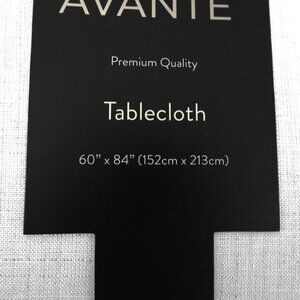 AVANTE
Premium Quality
Tablecloth
60” x 84” (152cm x 213cm)